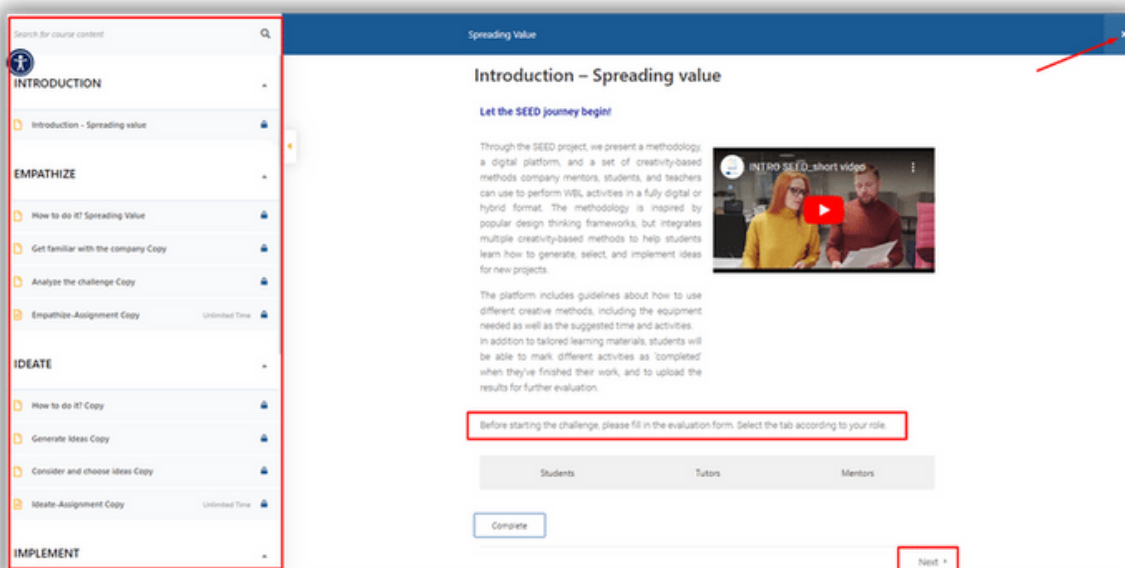 Search for course content
INTRODUCTION
Introduction - Spreading value
EMPATHIZE
How to do it? Spreading Value
Get familiar with the company Copy
Analyze the challenge Copy
Empathize-Assignment Copy Unlimited Time
IDEATE
How to do it? Copy
Generate Ideas Copy
Consider and choose ideas Copy
Ideate-Assignment Copy Unlimited Time
IMPLEMENT
Spreading Value
Introduction – Spreading value
Let the SEED journey begin!
Through the SEED project, we present a methodology,
a digital platform, and a set of creativity-based
methods company mentors, students, and teachers
can use to perform WBL activities in a fully digital or
hybrid format. The methodology is inspired by
popular design thinking frameworks, but integrates
multiple creativity-based methods to help students
learn how to generate, select, and implement ideas
for new projects.
INTRO SEED_short video
The platform includes guidelines about how to use
different creative methods, including the equipment
needed as well as the suggested time and activities.
In addition to tailored learning materials, students will
be able to mark different activities as 'completed'
when they've finished their work, and to upload the
results for further evaluation.
Before starting the challenge, please fill in the evaluation form. Select the tab according to your role.
Students Tutors Mentors
Complete
Next